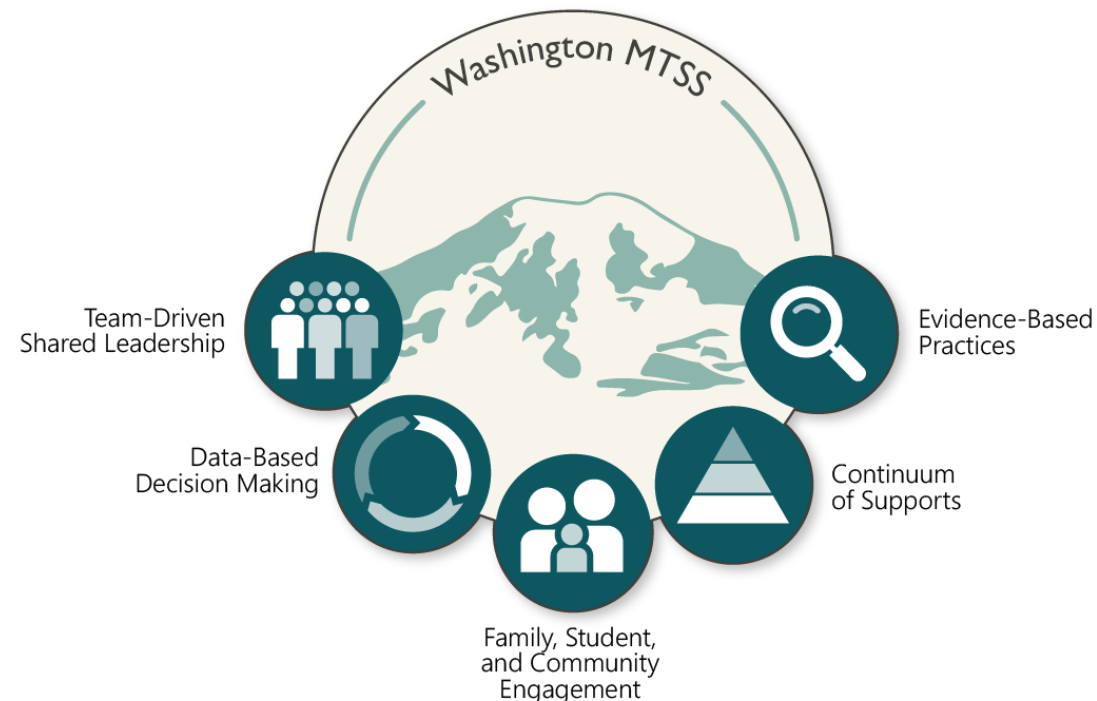 Washington MTSS
Team-Driven
Shared Leadership
Evidence-Based
Practices
Data-Based
Decision Making
Continuum
of Supports
Family, Student,
and Community
Engagement